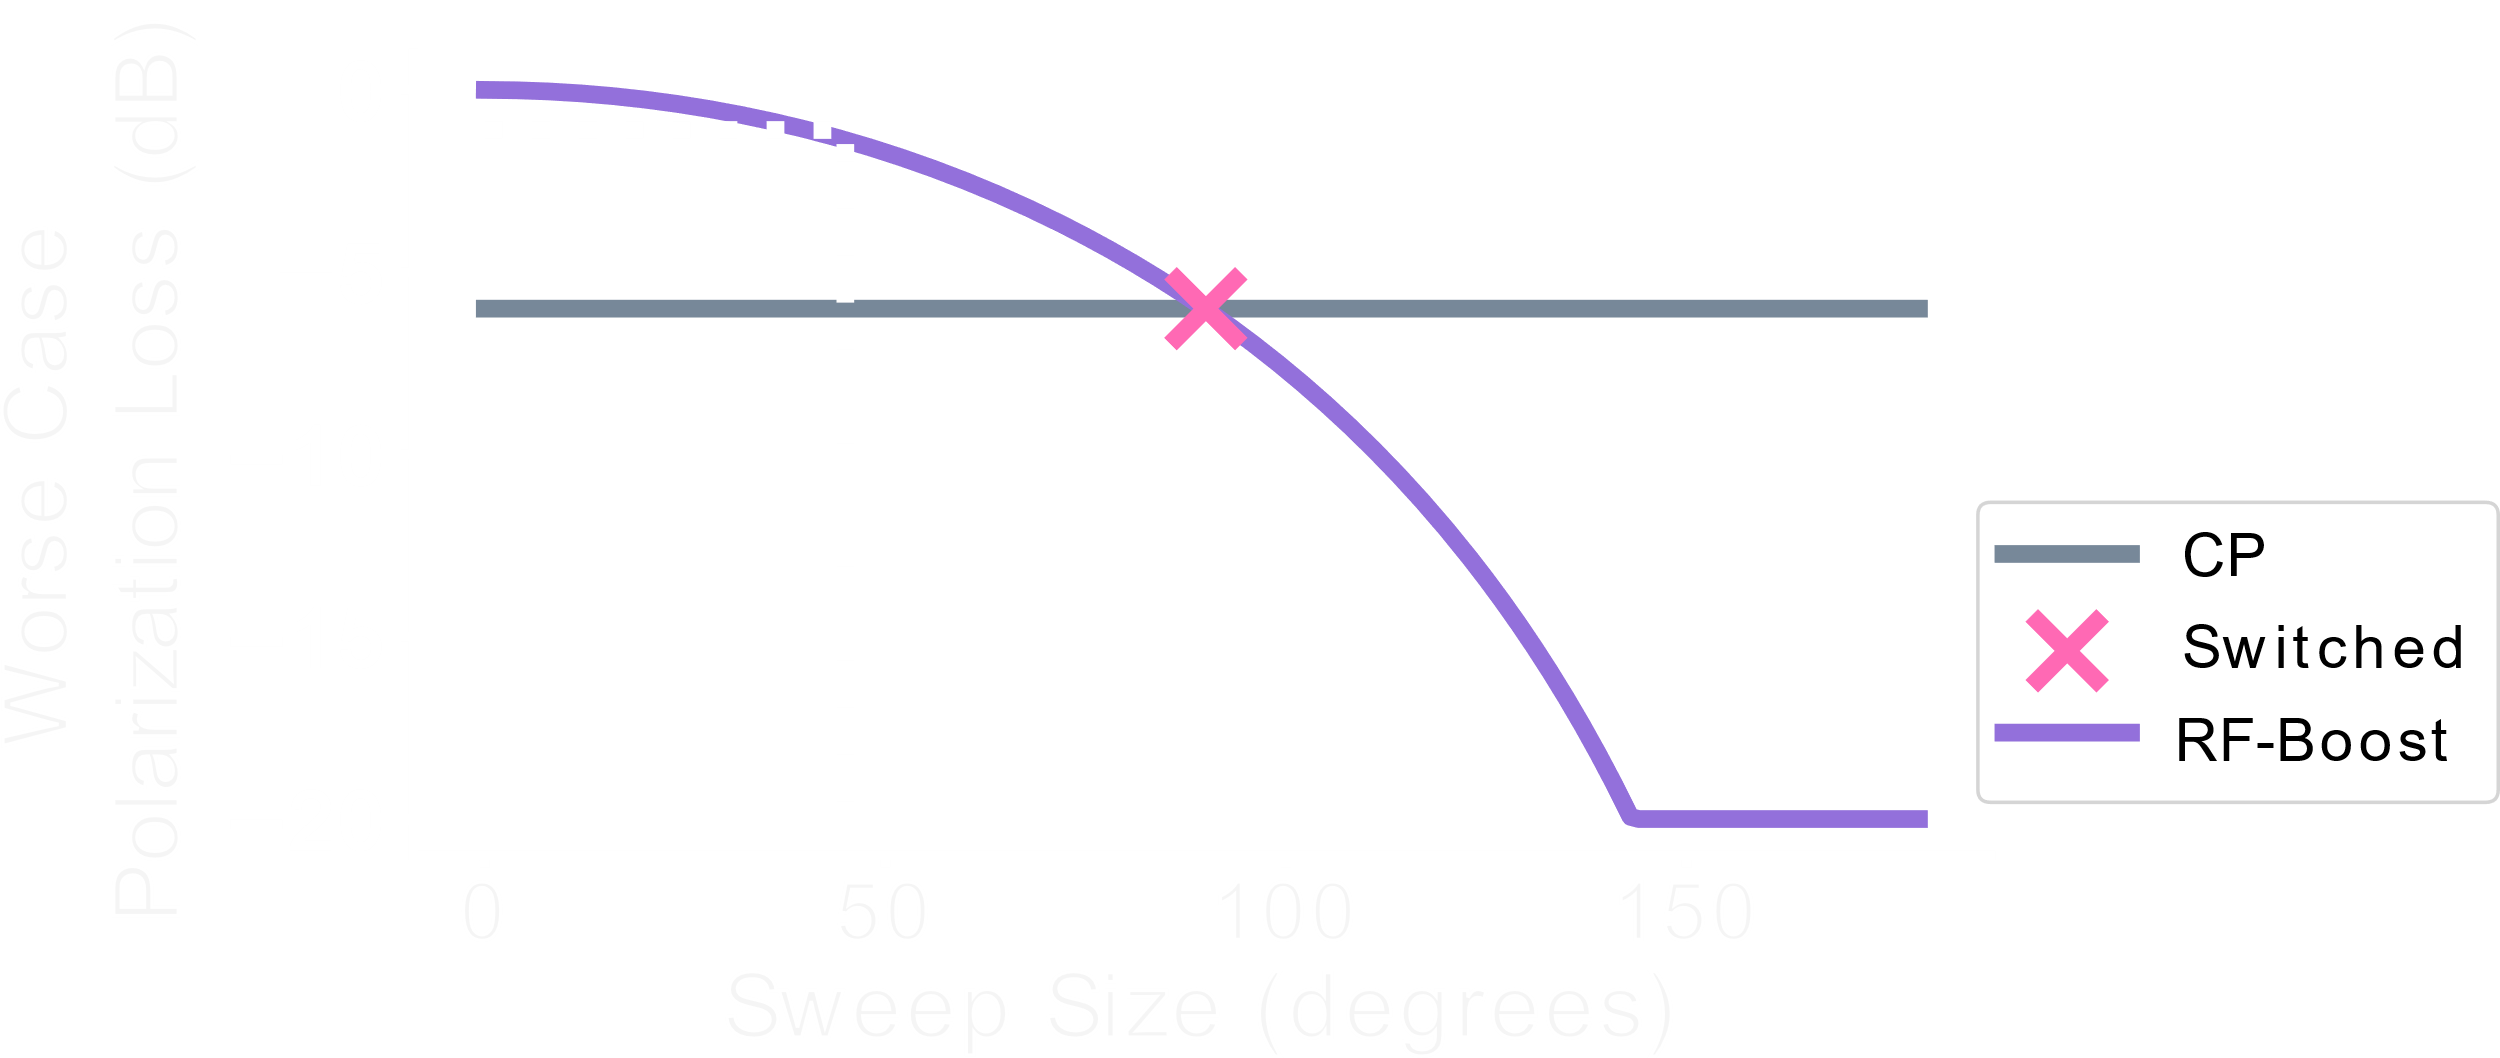 Worse Case
Polarization Loss (dB)
CP
Switched
RF-Boost
0 50 100 150
Sweep Size (degrees)